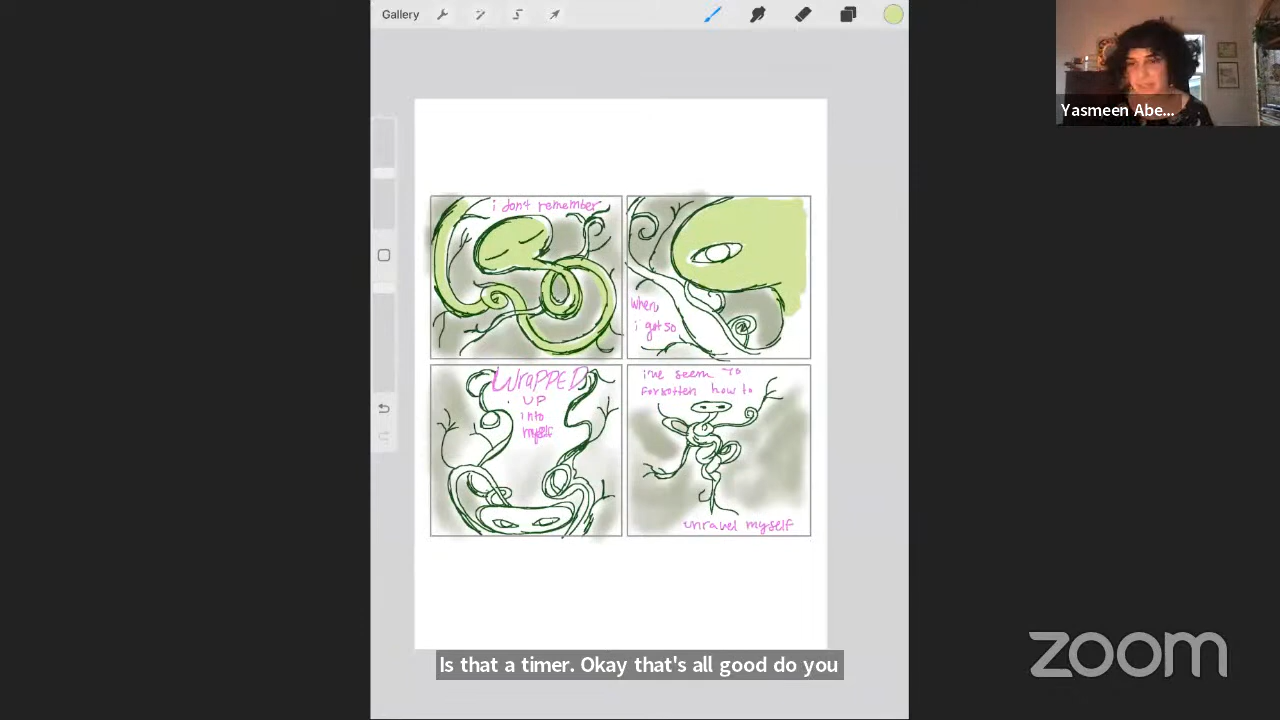 Gallery
Yasmeen Abe...
i don't remember
when
i got so
WRAPPED
UP
into
myself
i've seem to
forgotten how to
unravel myself
Is that a timer. Okay that's all good do you
zoom